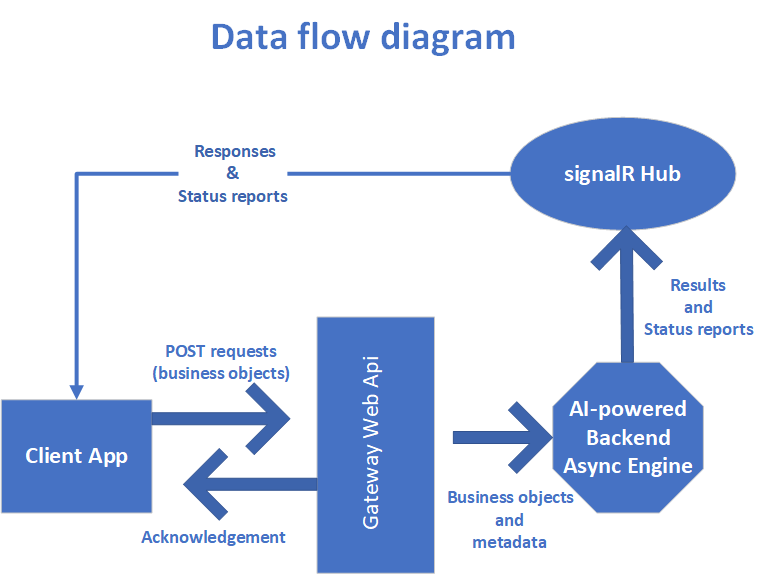 Data flow diagram
Responses
&
Status reports
signalR Hub
Results
and
Status reports
POST requests
(business objects)
Gateway Web Api
AI-powered
Backend
Async Engine
Client App
Business objects
and
metadata
Acknowledgement